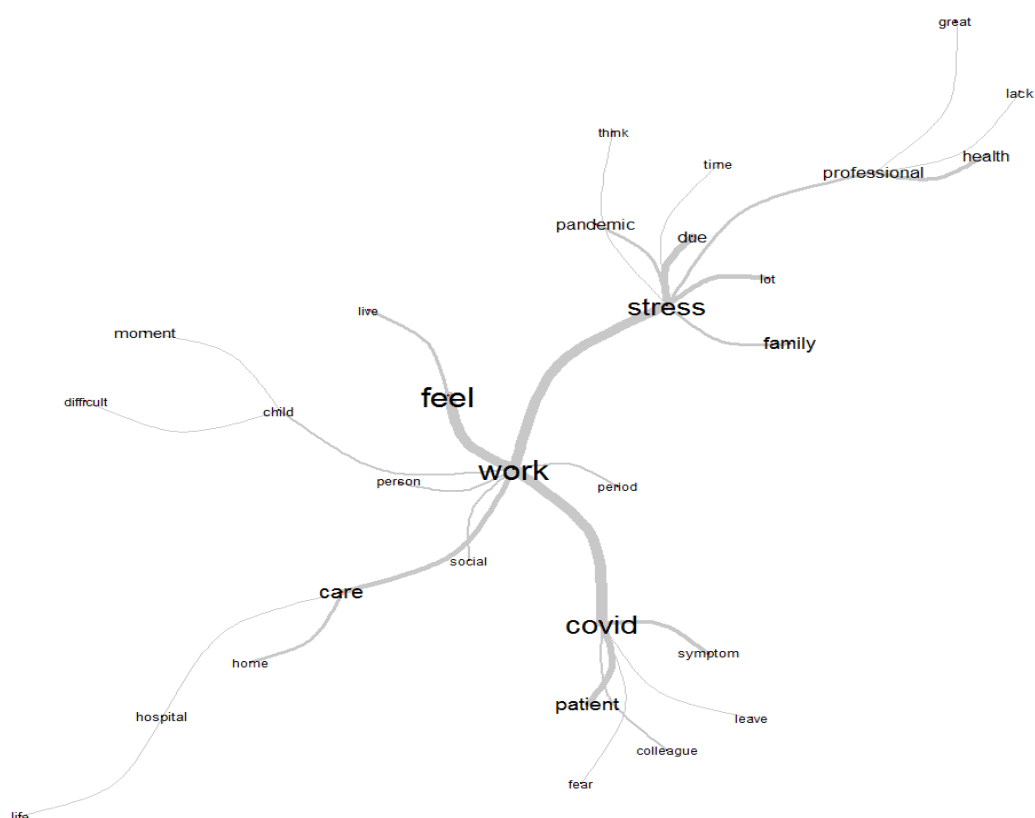 great
lack
think
health
time
professional
pandemic
due
lot
stress
live
moment
family
feel
difficult
child
work
person
period
social
care
covid
symptom
home
patient
hospital
leave
colleague
fear
life